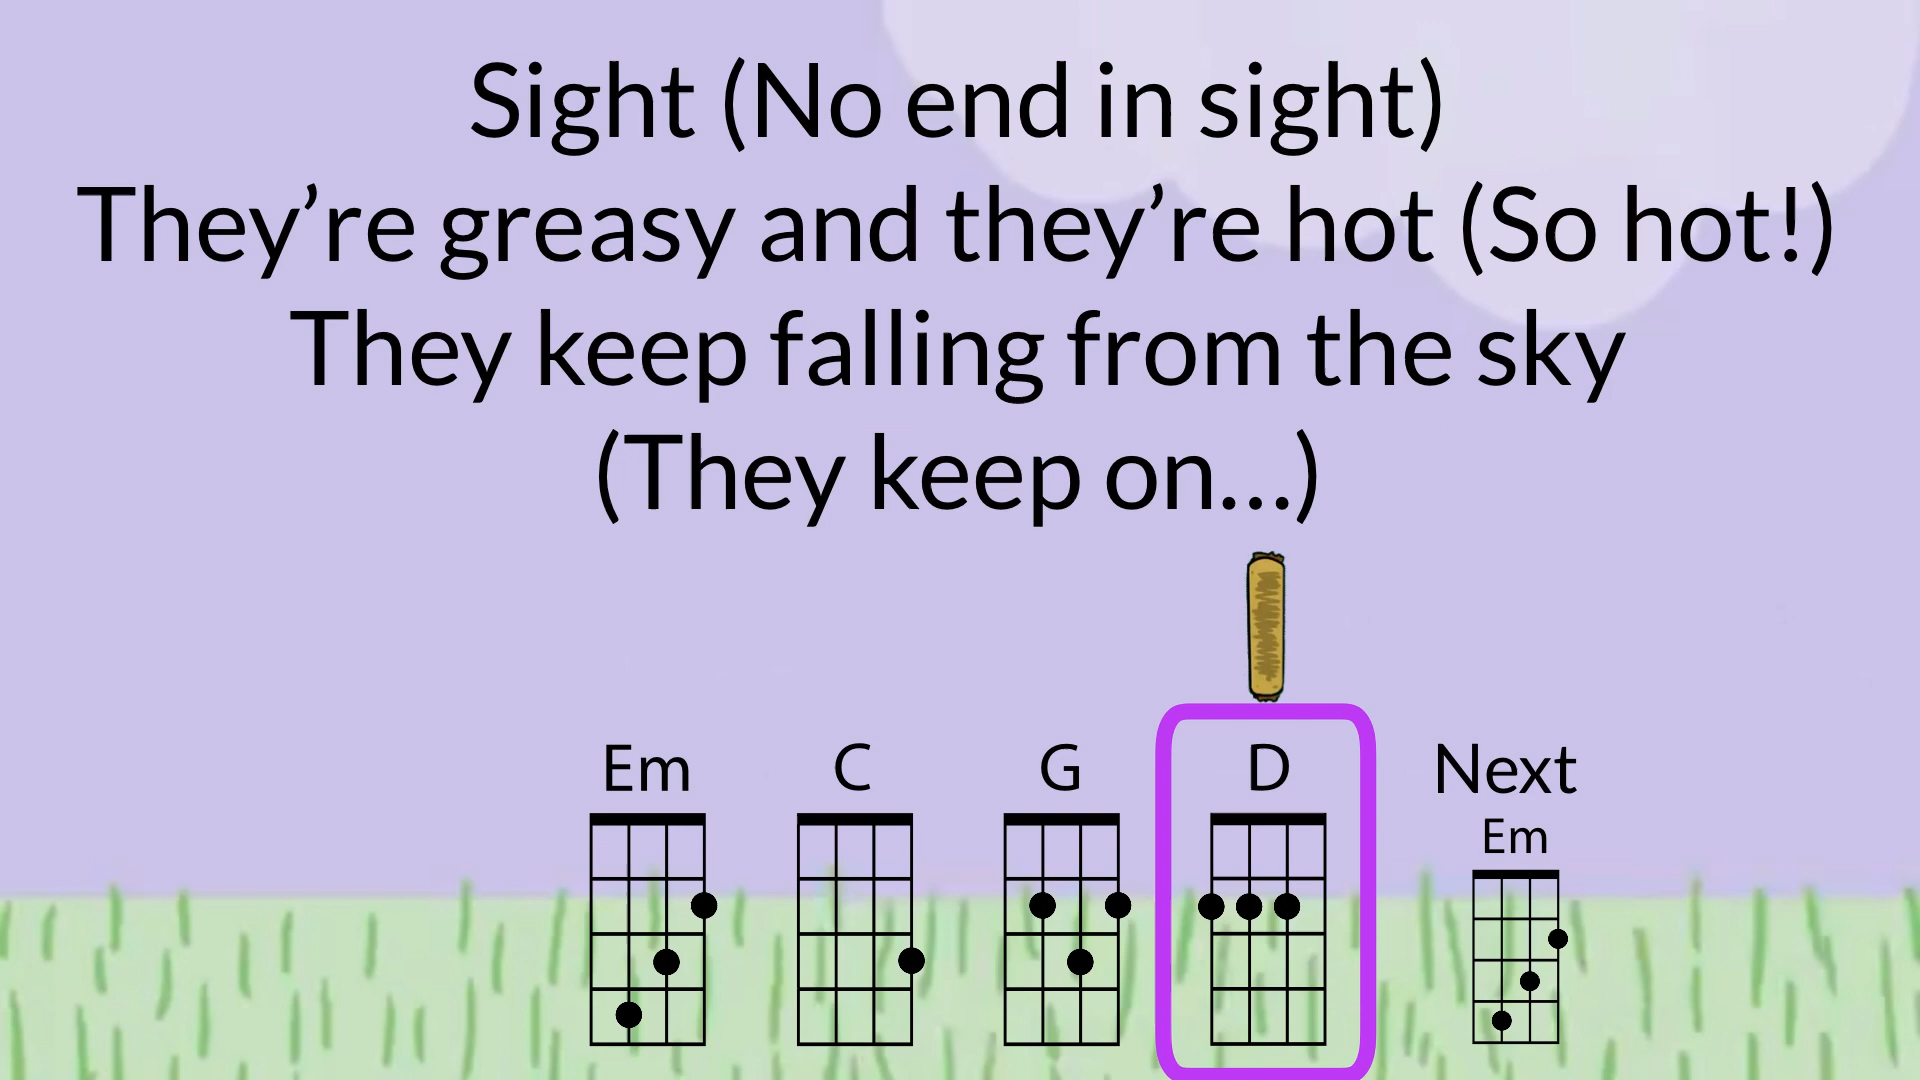 Sight (No end in sight)
They’re greasy and they’re hot (So hot!)
They keep falling from the sky
(They keep on...)
Em C G D Next
Em